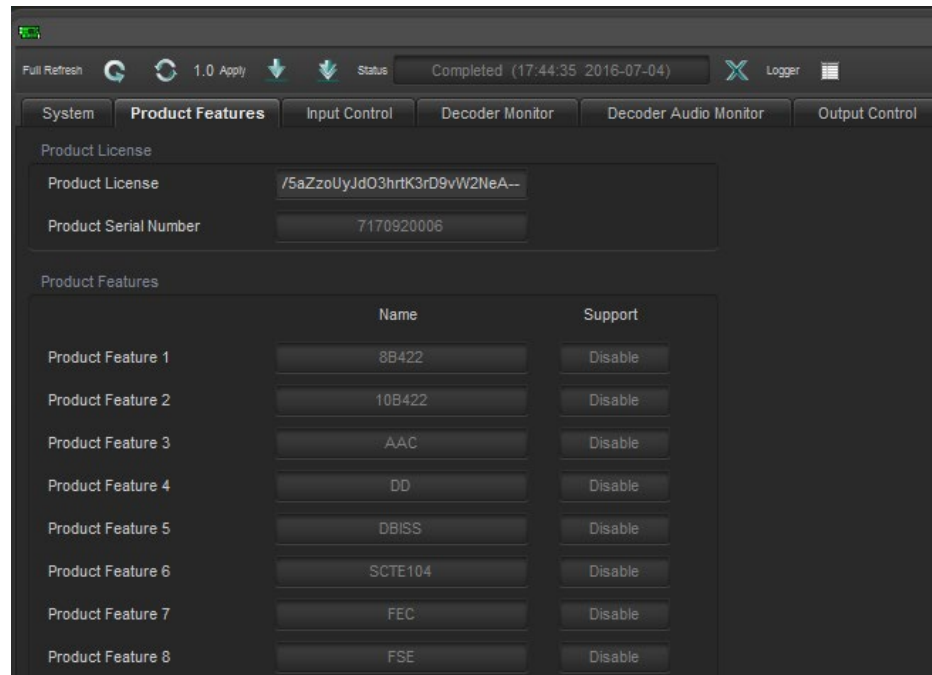 Full Refresh 1.0 Apply Status Completed (17:44:35 2016-07-04) Logger
System Product Features Input Control Decoder Monitor Decoder Audio Monitor Output Control
Product License
Product License /5aZzoUyJdO3hrtK3rD9vW2NeA--
Product Serial Number 7170920006
Product Features
Name Support
Product Feature 1 8B422 Disable
Product Feature 2 10B422 Disable
Product Feature 3 AAC Disable
Product Feature 4 DD Disable
Product Feature 5 DBISS Disable
Product Feature 6 SCTE104 Disable
Product Feature 7 FEC Disable
Product Feature 8 FSE Disable